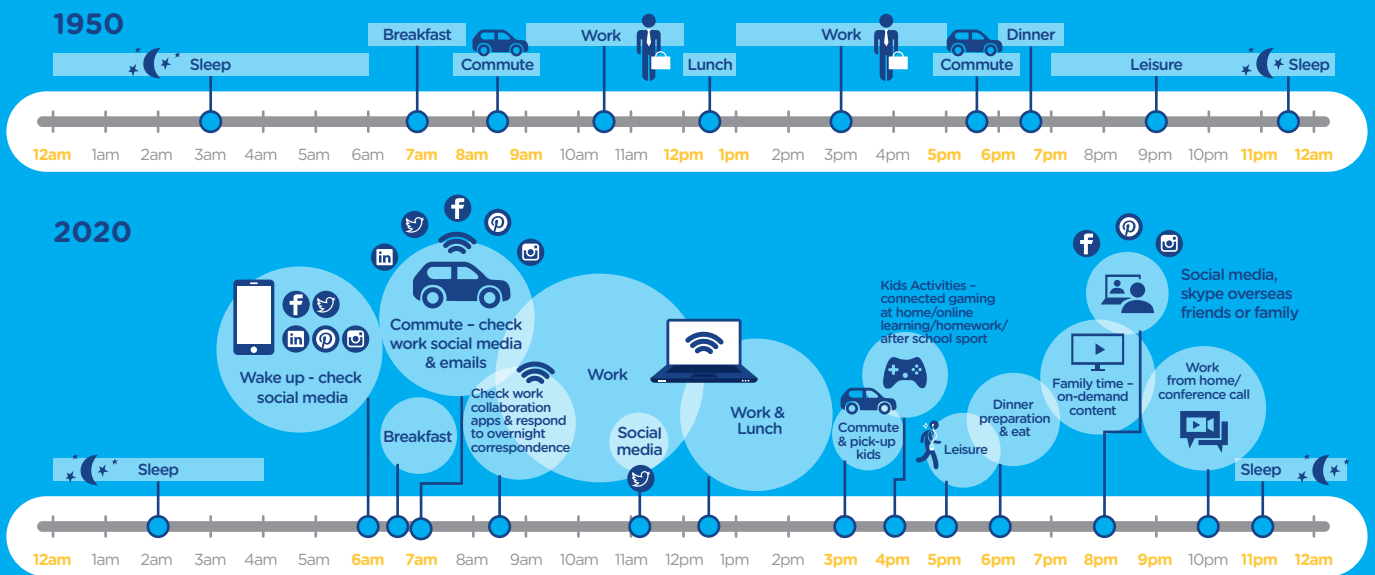 1950
Breakfast
Work
Work
Dinner
Sleep
Commute
Lunch
Commute
Leisure
Sleep
12am 1am 2am 3am 4am 5am 6am 7am 8am 9am 10am 11am 12pm 1pm 2pm 3pm 4pm 5pm 6pm 7pm 8pm 9pm 10pm 11pm 12am
2020
Sleep
Wake up - check
social media
Breakfast
Commute – check
work social media
& emails
Check work
collaboration
apps & respond
to overnight
correspondence
Work
Social
media
Work &
Lunch
Commute
& pick-up
kids
Kids Activities –
connected gaming
at home/online
learning/homework/
after school sport
Leisure
Dinner
preparation
& eat
Family time –
on-demand
content
Social media,
skype overseas
friends or family
Work
from home/
conference call
Sleep
12am 1am 2am 3am 4am 5am 6am 7am 8am 9am 10am 11am 12pm 1pm 2pm 3pm 4pm 5pm 6pm 7pm 8pm 9pm 10pm 11pm 12am